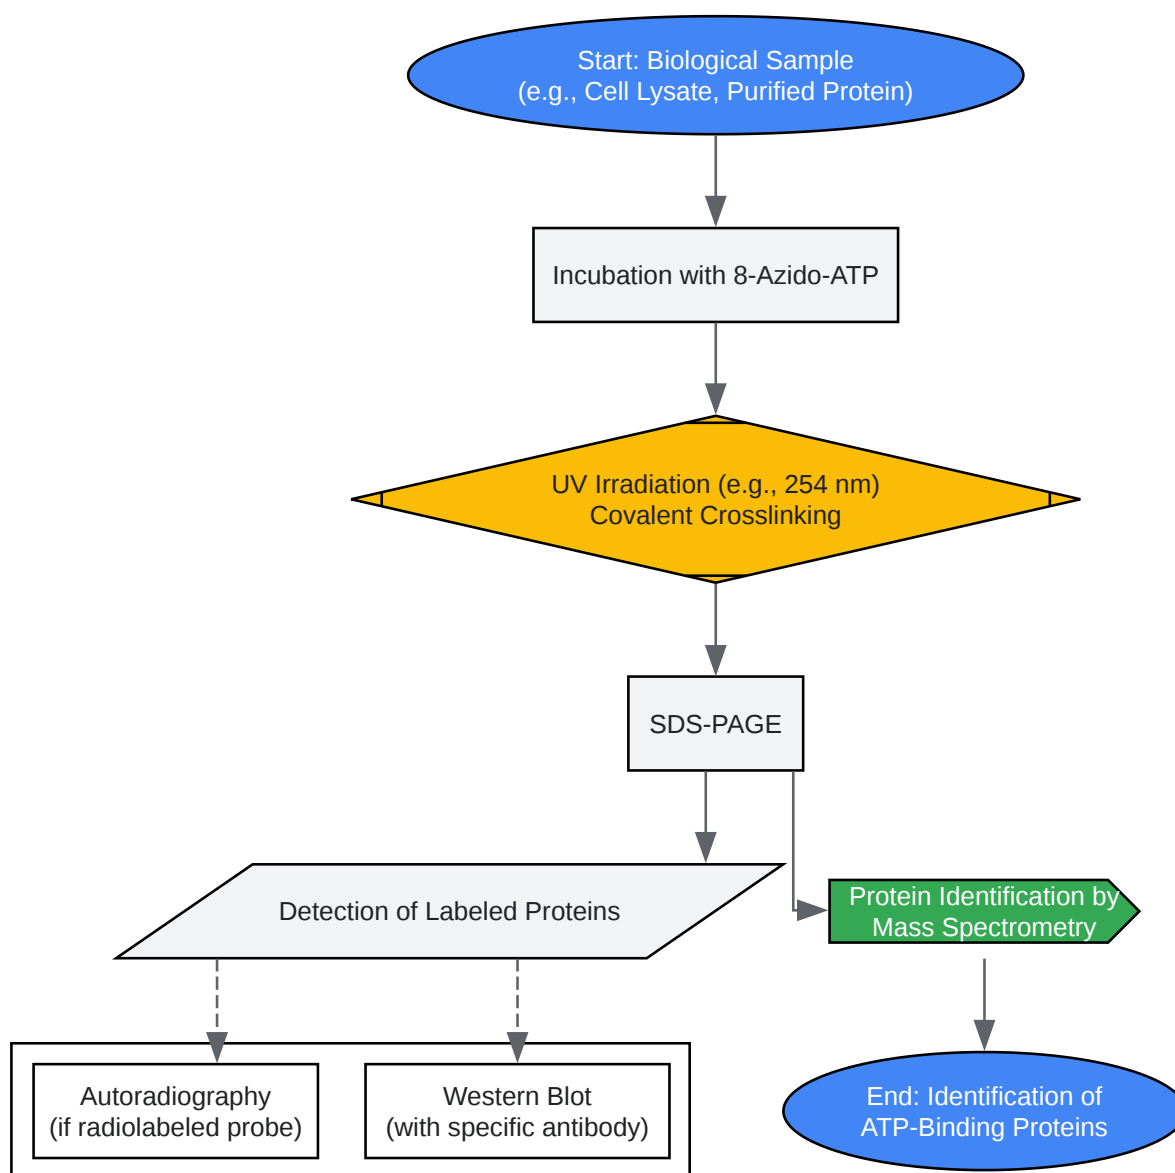 Start: Biological Sample
(e.g., Cell Lysate, Purified Protein)
Incubation with 8-Azido-ATP
UV Irradiation (e.g., 254 nm)
Covalent Crosslinking
SDS-PAGE
Detection of Labeled Proteins
Protein Identification by
Mass Spectrometry
Autoradiography
(if radiolabeled probe)
Western Blot
(with specific antibody)
End: Identification of
ATP-Binding Proteins